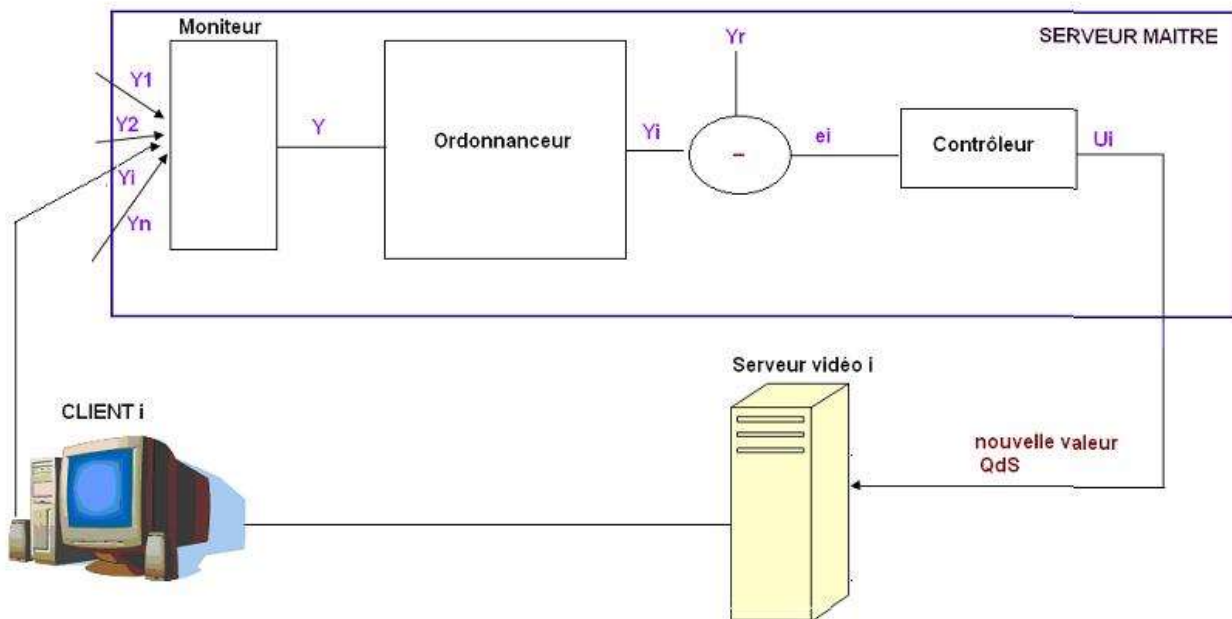 Moniteur
SERVEUR MAITRE
Yr
Y1
Y2
Yi
Yn
Y
Ordonnanceur
Yi
-
ei
Contrôleur
Ui
Serveur vidéo i
CLIENT i
nouvelle valeur
QdS